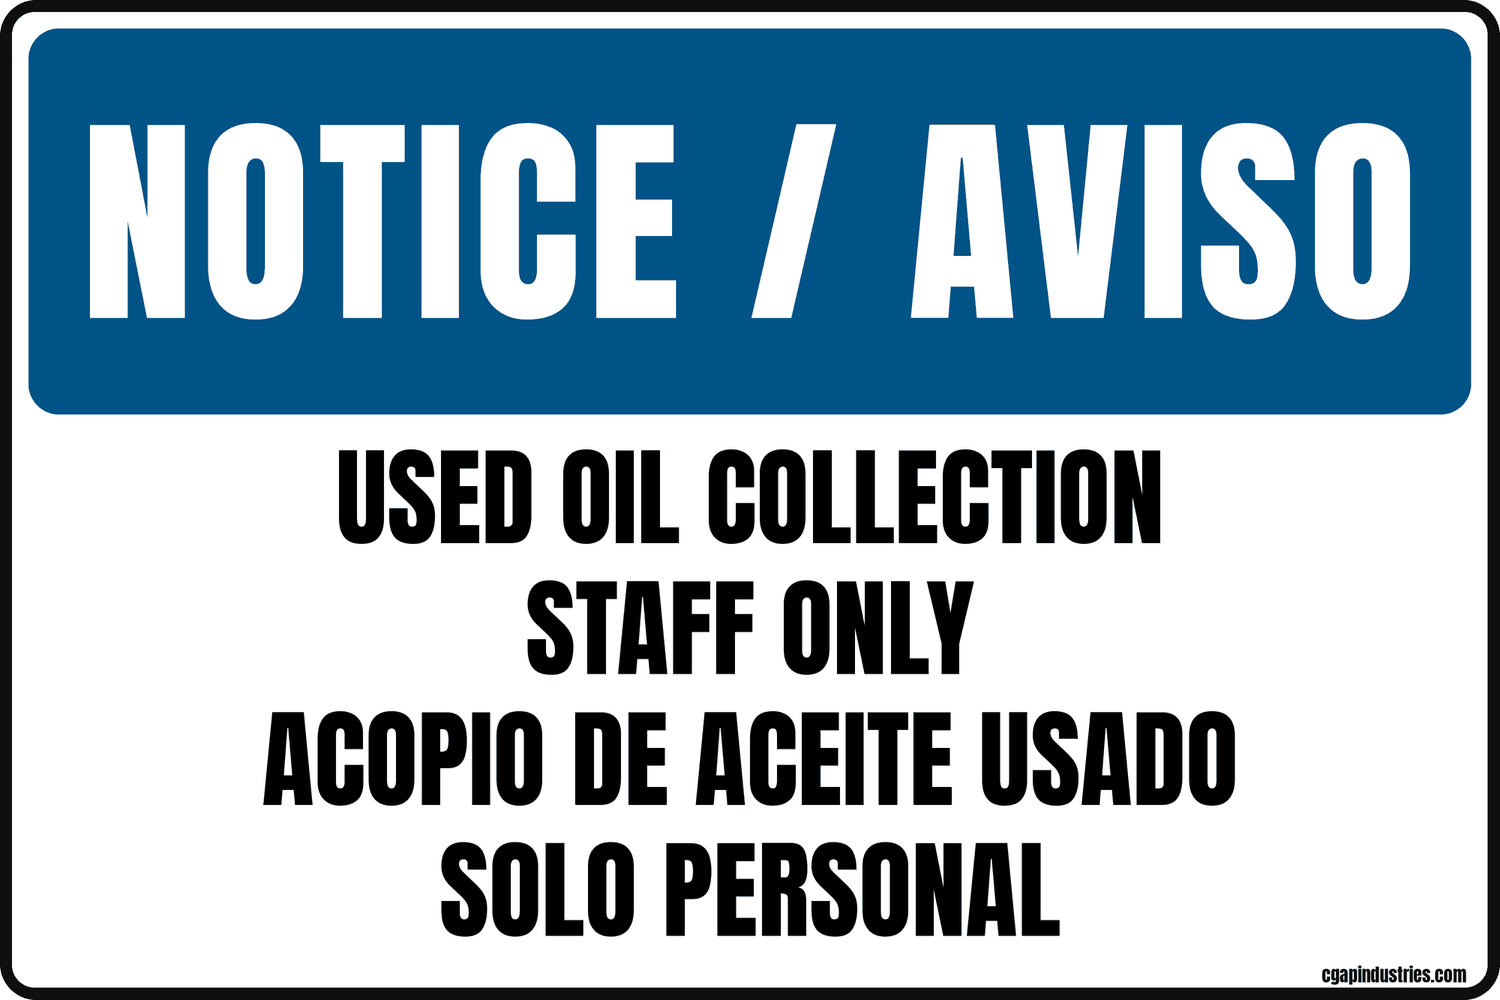 NOTICE / AVISO
USED OIL COLLECTION
STAFF ONLY
ACOPIO DE ACEITE USADO
SOLO PERSONAL
cgapindustries.com